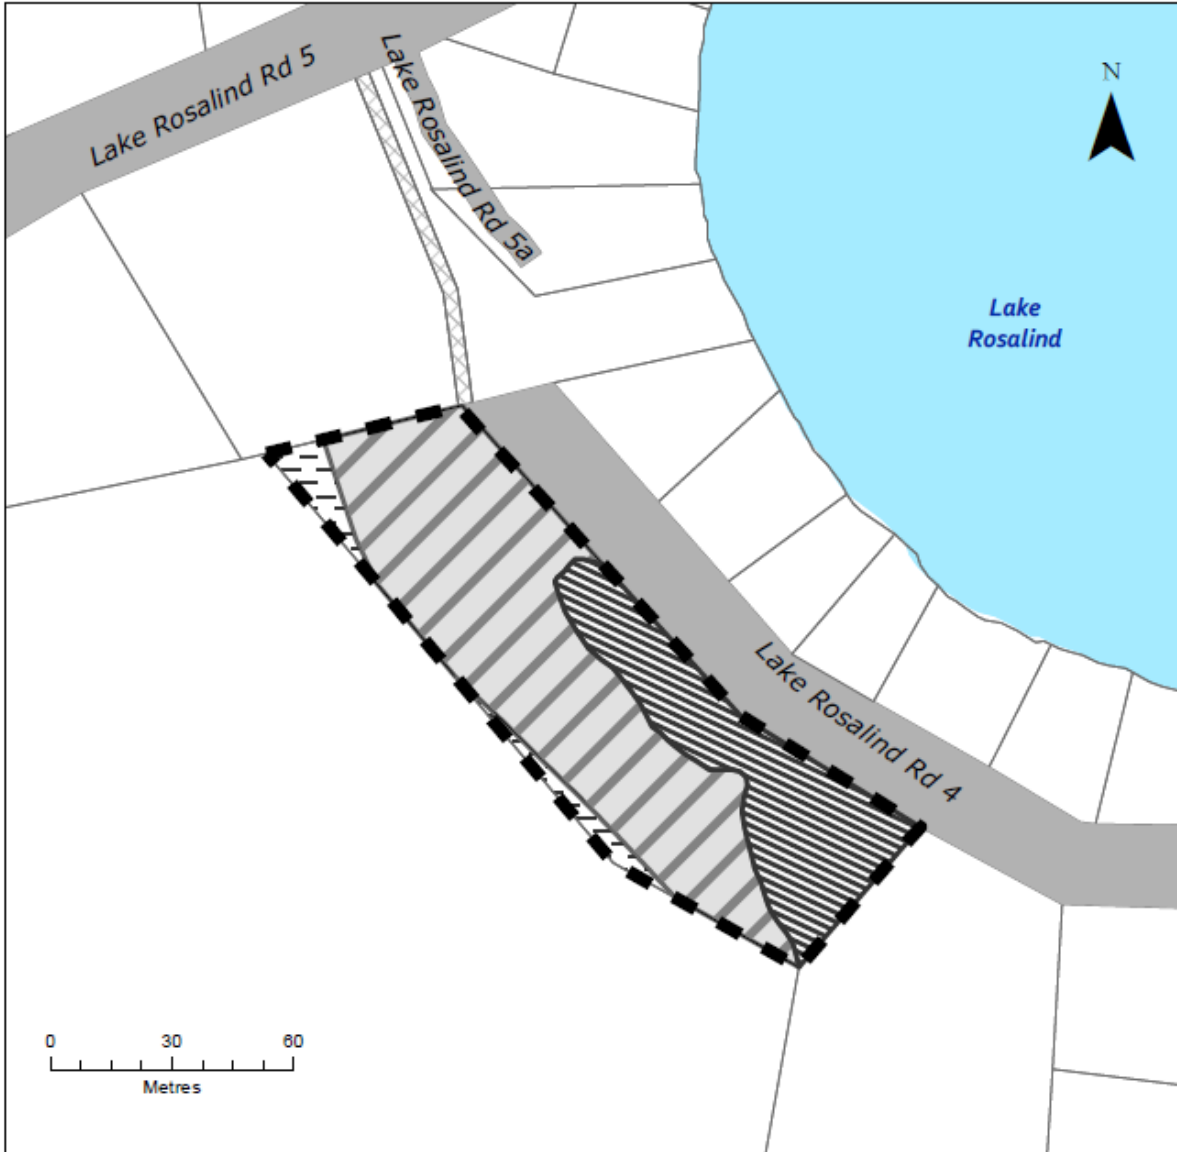 Lake Rosalind Rd 5
Lake Rosalind Rd 5a
N
Lake
Rosalind
Lake Rosalind Rd 4
0 30 60
Metres